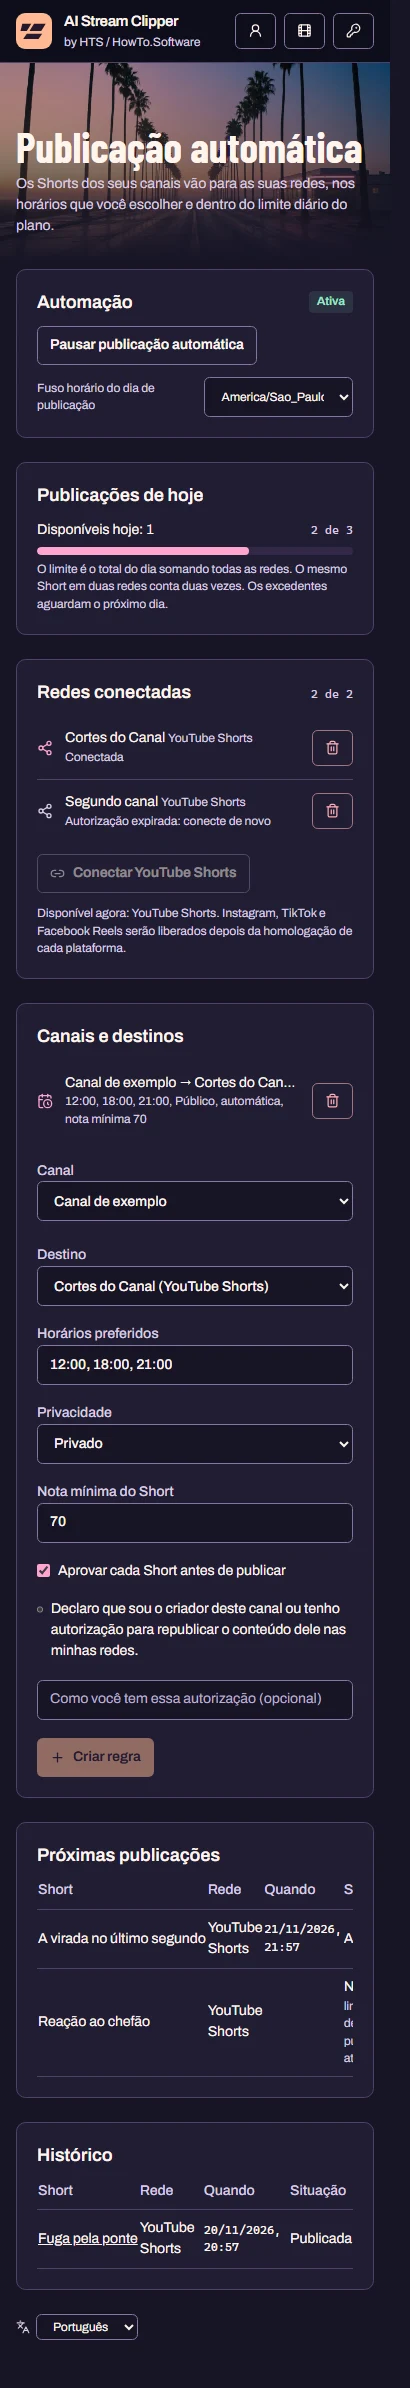 AI Stream Clipper
by HTS / HowTo.Software
Publicação automática
Os Shorts dos seus canais vão para as suas redes, nos
horários que você escolher e dentro do limite diário do
plano.
Automação
Ativa
Pausar publicação automática
Fuso horário do dia de
publicação
America/Sao_Paulo
Publicações de hoje
Disponíveis hoje: 1
2 de 3
O limite é o total do dia somando todas as redes. O mesmo
Short em duas redes conta duas vezes. Os excedentes
aguardam o próximo dia.
Redes conectadas
2 de 2
Cortes do Canal YouTube Shorts
Conectada
Segundo canal YouTube Shorts
Autorização expirada: conecte de novo
Conectar YouTube Shorts
Disponível agora: YouTube Shorts. Instagram, TikTok e
Facebook Reels serão liberados depois da homologação de
cada plataforma.
Canais e destinos
Canal de exemplo → Cortes do Can...
12:00, 18:00, 21:00, Público, automática,
nota mínima 70
Canal
Canal de exemplo
Destino
Cortes do Canal (YouTube Shorts)
Horários preferidos
12:00, 18:00, 21:00
Privacidade
Privado
Nota mínima do Short
70
Aprovar cada Short antes de publicar
Declaro que sou o criador deste canal ou tenho
autorização para republicar o conteúdo dele nas
minhas redes.
Como você tem essa autorização (opcional)
+ Criar regra
Próximas publicações
Short Rede Quando S
A virada no último segundo YouTube Shorts 21/11/2026, 21:57 A
Reação ao chefão YouTube Shorts N
Histórico
Short Rede Quando Situação
Fuga pela ponte YouTube Shorts 20/11/2026, 20:57 Publicada
Português